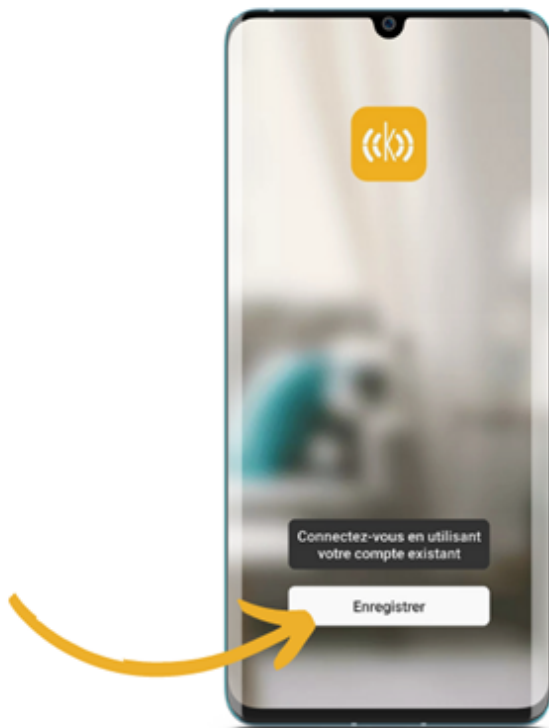 ((k))
Connectez-vous en utilisant
votre compte existant
Enregistrer